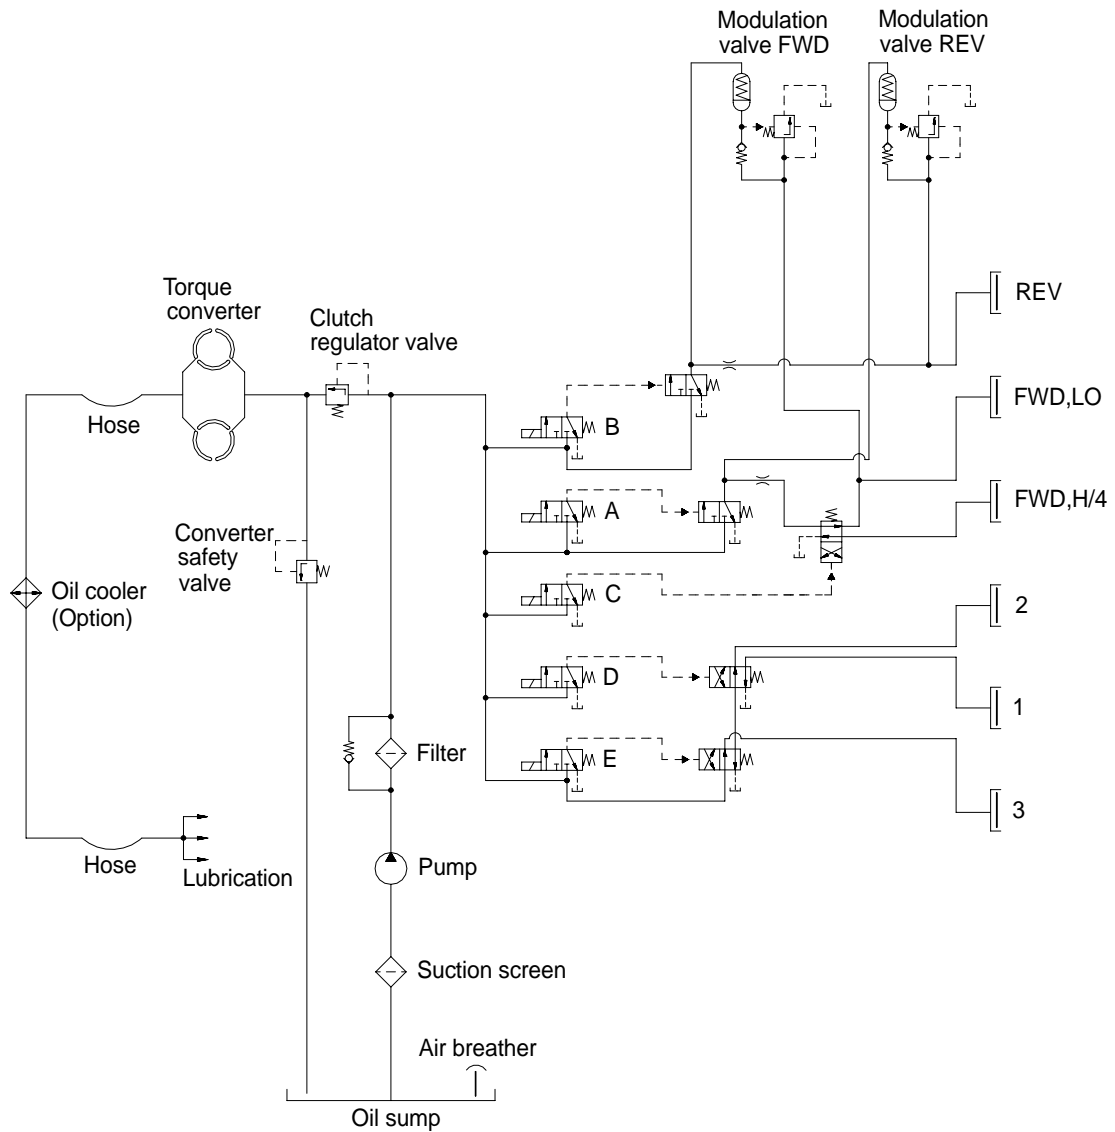 Modulation
valve FWD
Modulation
valve REV
REV
Torque
converter
Clutch
regulator valve
FWD,LO
Hose
B
A
FWD,H/4
Converter
safety
valve
Oil cooler
(Option)
C
2
D
1
Filter
E
3
Hose
Lubrication
Pump
Suction screen
Air breather
Oil sump